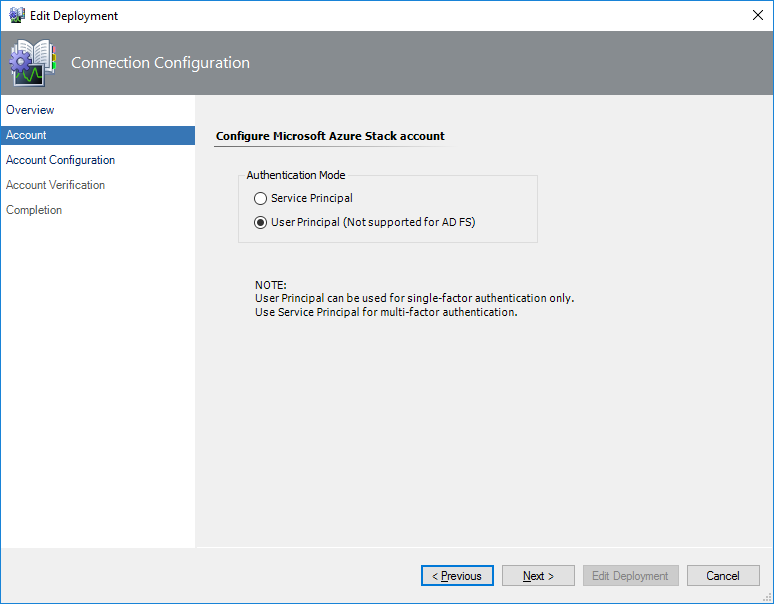 Edit Deployment
Connection Configuration
Overview
Account
Account Configuration
Account Verification
Completion
Configure Microsoft Azure Stack account
Authentication Mode
Service Principal
User Principal (Not supported for AD FS)
NOTE:
User Principal can be used for single-factor authentication only.
Use Service Principal for multi-factor authentication.
< Previous
Next >
Edit Deployment
Cancel